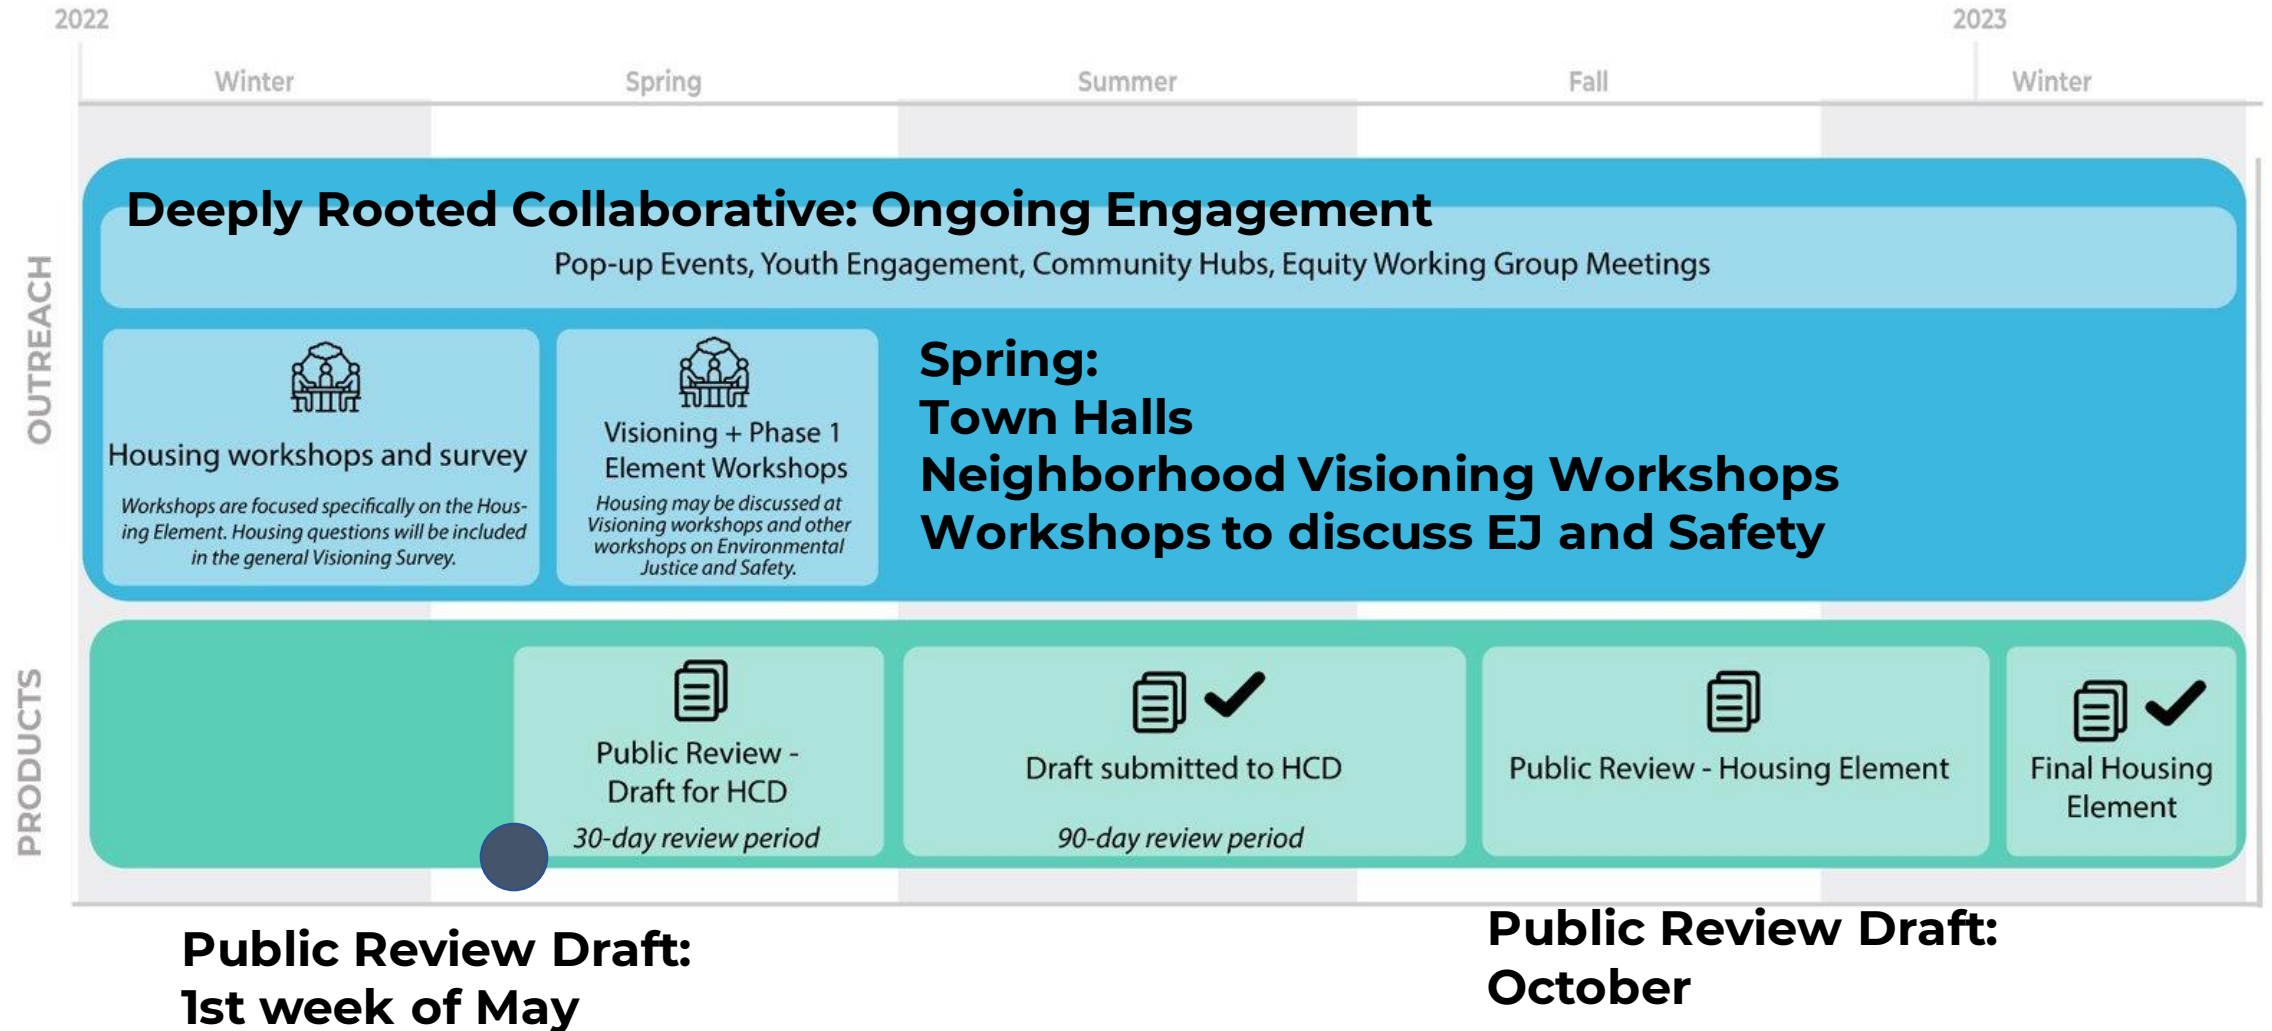 2022
2023
Winter
Spring
Summer
Fall
Winter
OUTREACH
Deeply Rooted Collaborative: Ongoing Engagement
Pop-up Events, Youth Engagement, Community Hubs, Equity Working Group Meetings
Housing workshops and survey
Workshops are focused specifically on the Hous-
ing Element. Housing questions will be included
in the general Visioning Survey.
Visioning + Phase 1
Element Workshops
Housing may be discussed at
Visioning workshops and other
workshops on Environmental
Justice and Safety.
Spring:
Town Halls
Neighborhood Visioning Workshops
Workshops to discuss EJ and Safety
PRODUCTS
Public Review -
Draft for HCD
30-day review period
Draft submitted to HCD
90-day review period
Public Review - Housing Element
Final Housing
Element
Public Review Draft:
1st week of May
Public Review Draft:
October